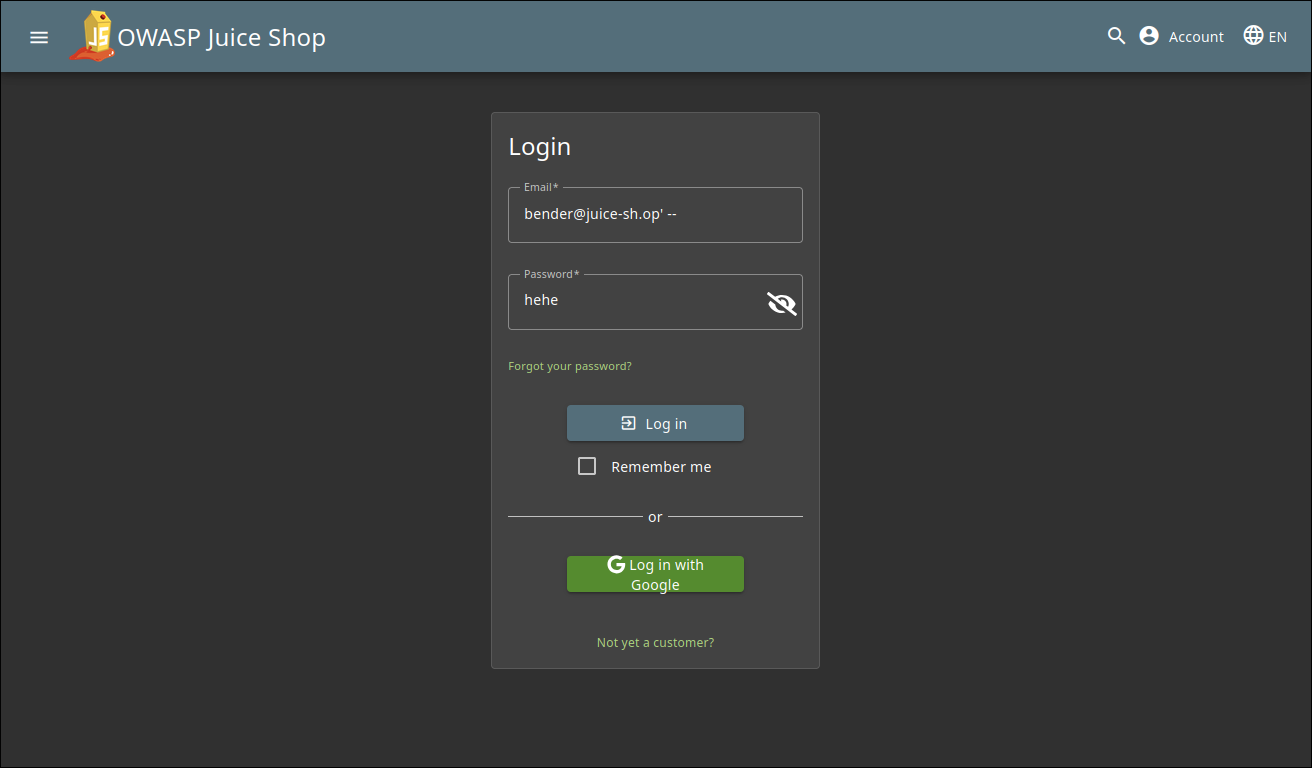 JS OWASP Juice Shop
Account
EN
Login
Email*
bender@juice-sh.op' --
Password*
hehe
Forgot your password?
Log in
Remember me
or
G Log in with
Google
Not yet a customer?